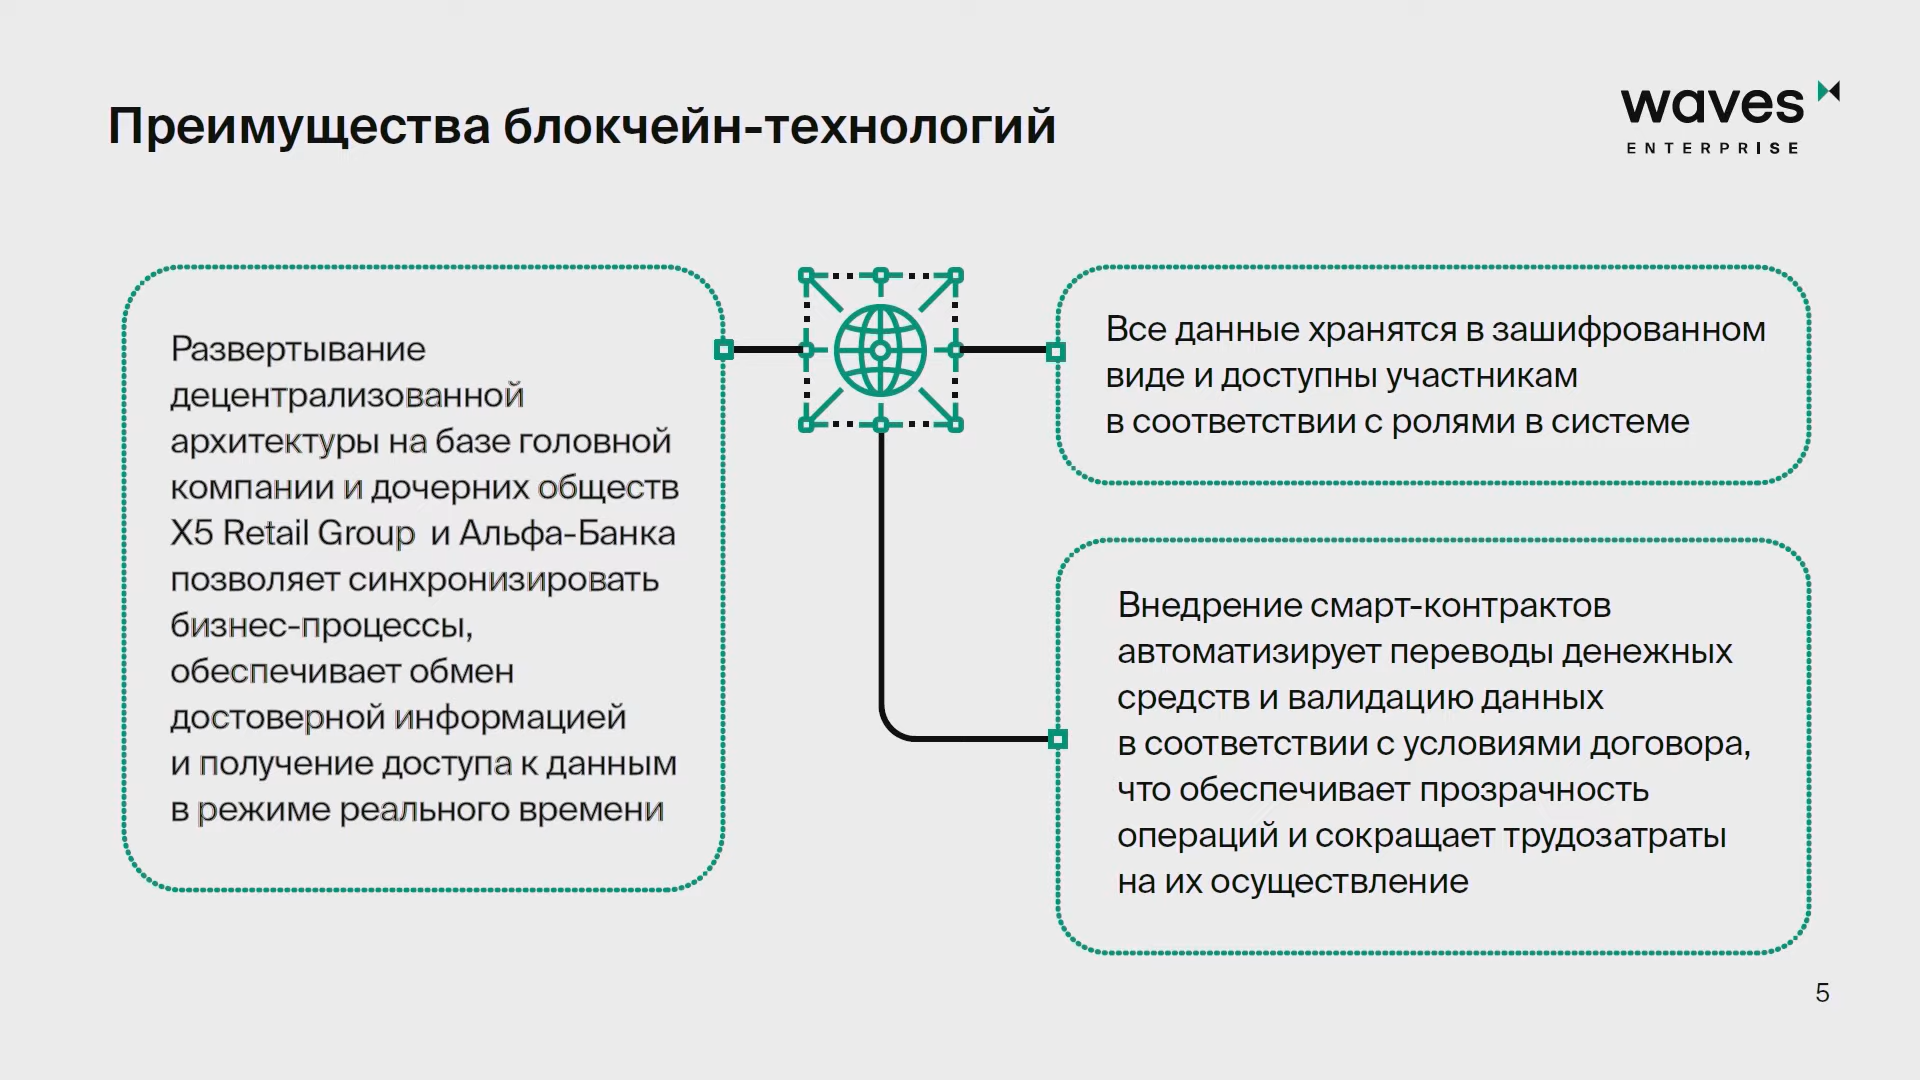 Преимущества блокчейн-технологий
waves
ENTERPRISE
Развертывание
децентрализованной
архитектуры на базе головной
компании и дочерних обществ
X5 Retail Group и Альфа-Банка
позволяет синхронизировать
бизнес-процессы,
обеспечивает обмен
достоверной информацией
и получение доступа к данным
в режиме реального времени
Все данные хранятся в зашифрованном
виде и доступны участникам
в соответствии с ролями в системе
Внедрение смарт-контрактов
автоматизирует переводы денежных
средств и валидацию данных
в соответствии с условиями договора,
что обеспечивает прозрачность
операций и сокращает трудозатраты
на их осуществление
5